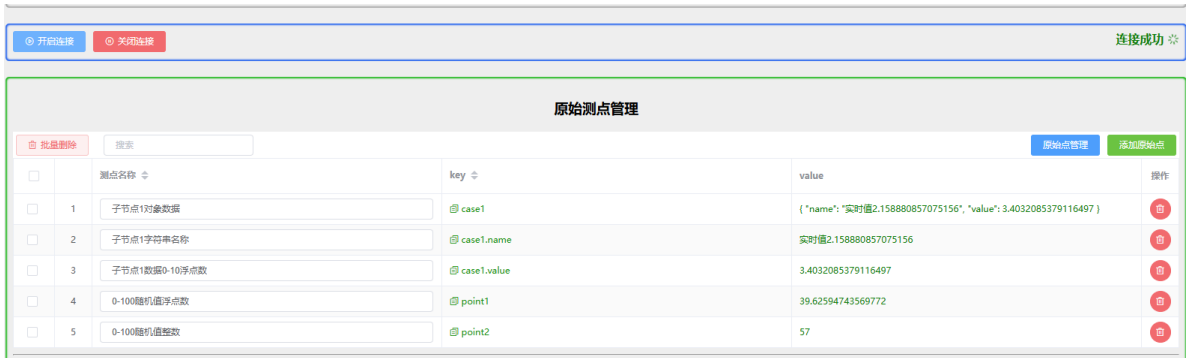 开启连接 关闭连接 连接成功
原始测点管理
批量删除 搜索 原始点管理 添加原始点
测点名称 key value 操作
1 子节点1对象数据 case1 { "name": "实时值2.158880857075156", "value": 3.4032085379116497 }
2 子节点1字符串名称 case1.name 实时值2.158880857075156
3 子节点1数据0-10浮点数 case1.value 3.4032085379116497
4 0-100随机值浮点数 point1 39.62594743569772
5 0-100随机值整数 point2 57